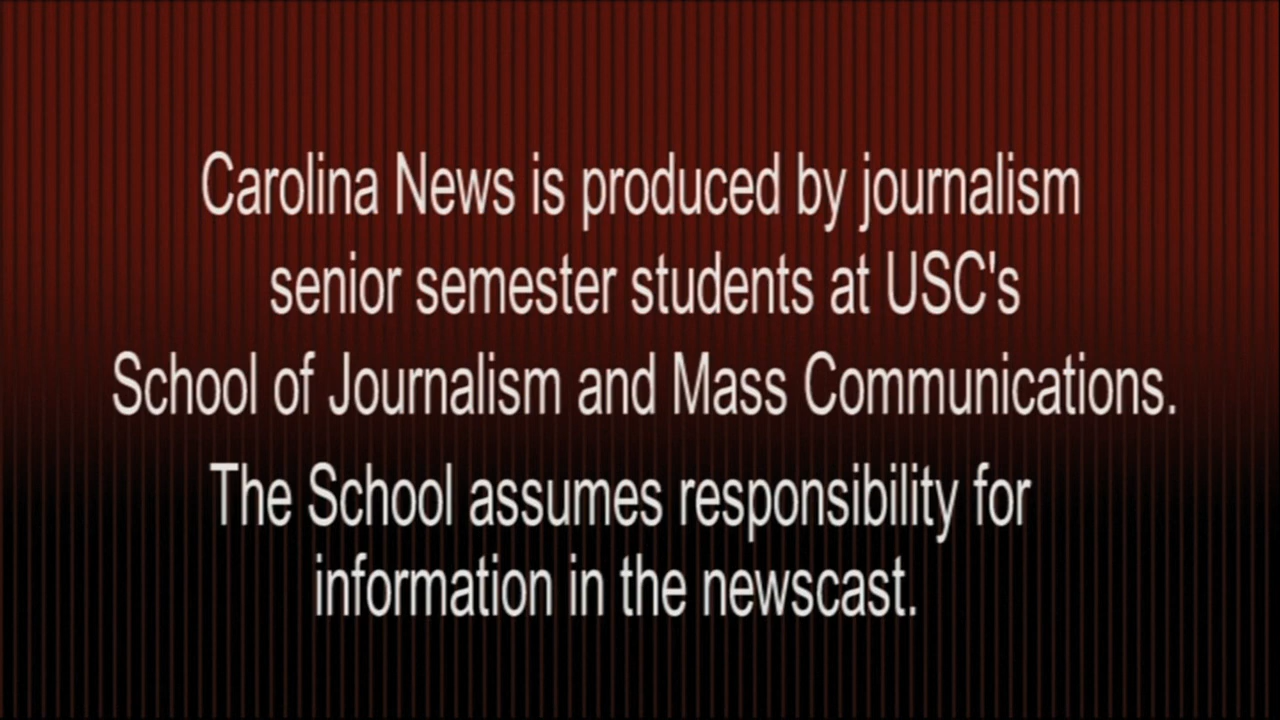 Carolina News is produced by journalism
senior semester students at USC's
School of Journalism and Mass Communications.
The School assumes responsibility for
information in the newscast.